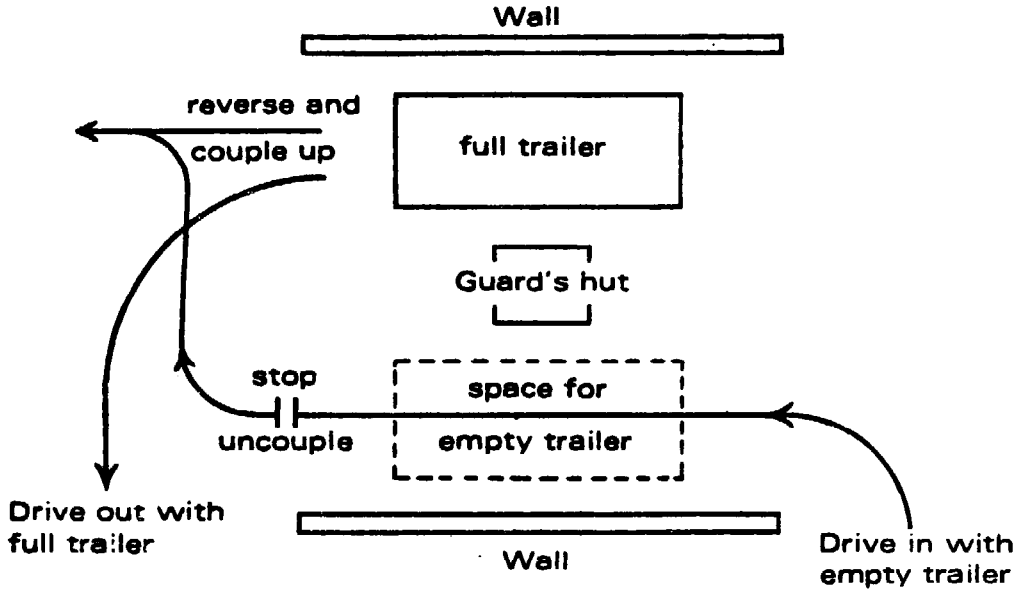 Wall
reverse and
couple up
full trailer
Guard's hut
stop
uncouple
space for
empty trailer
Drive out with
full trailer
Drive in with
empty trailer
Wall